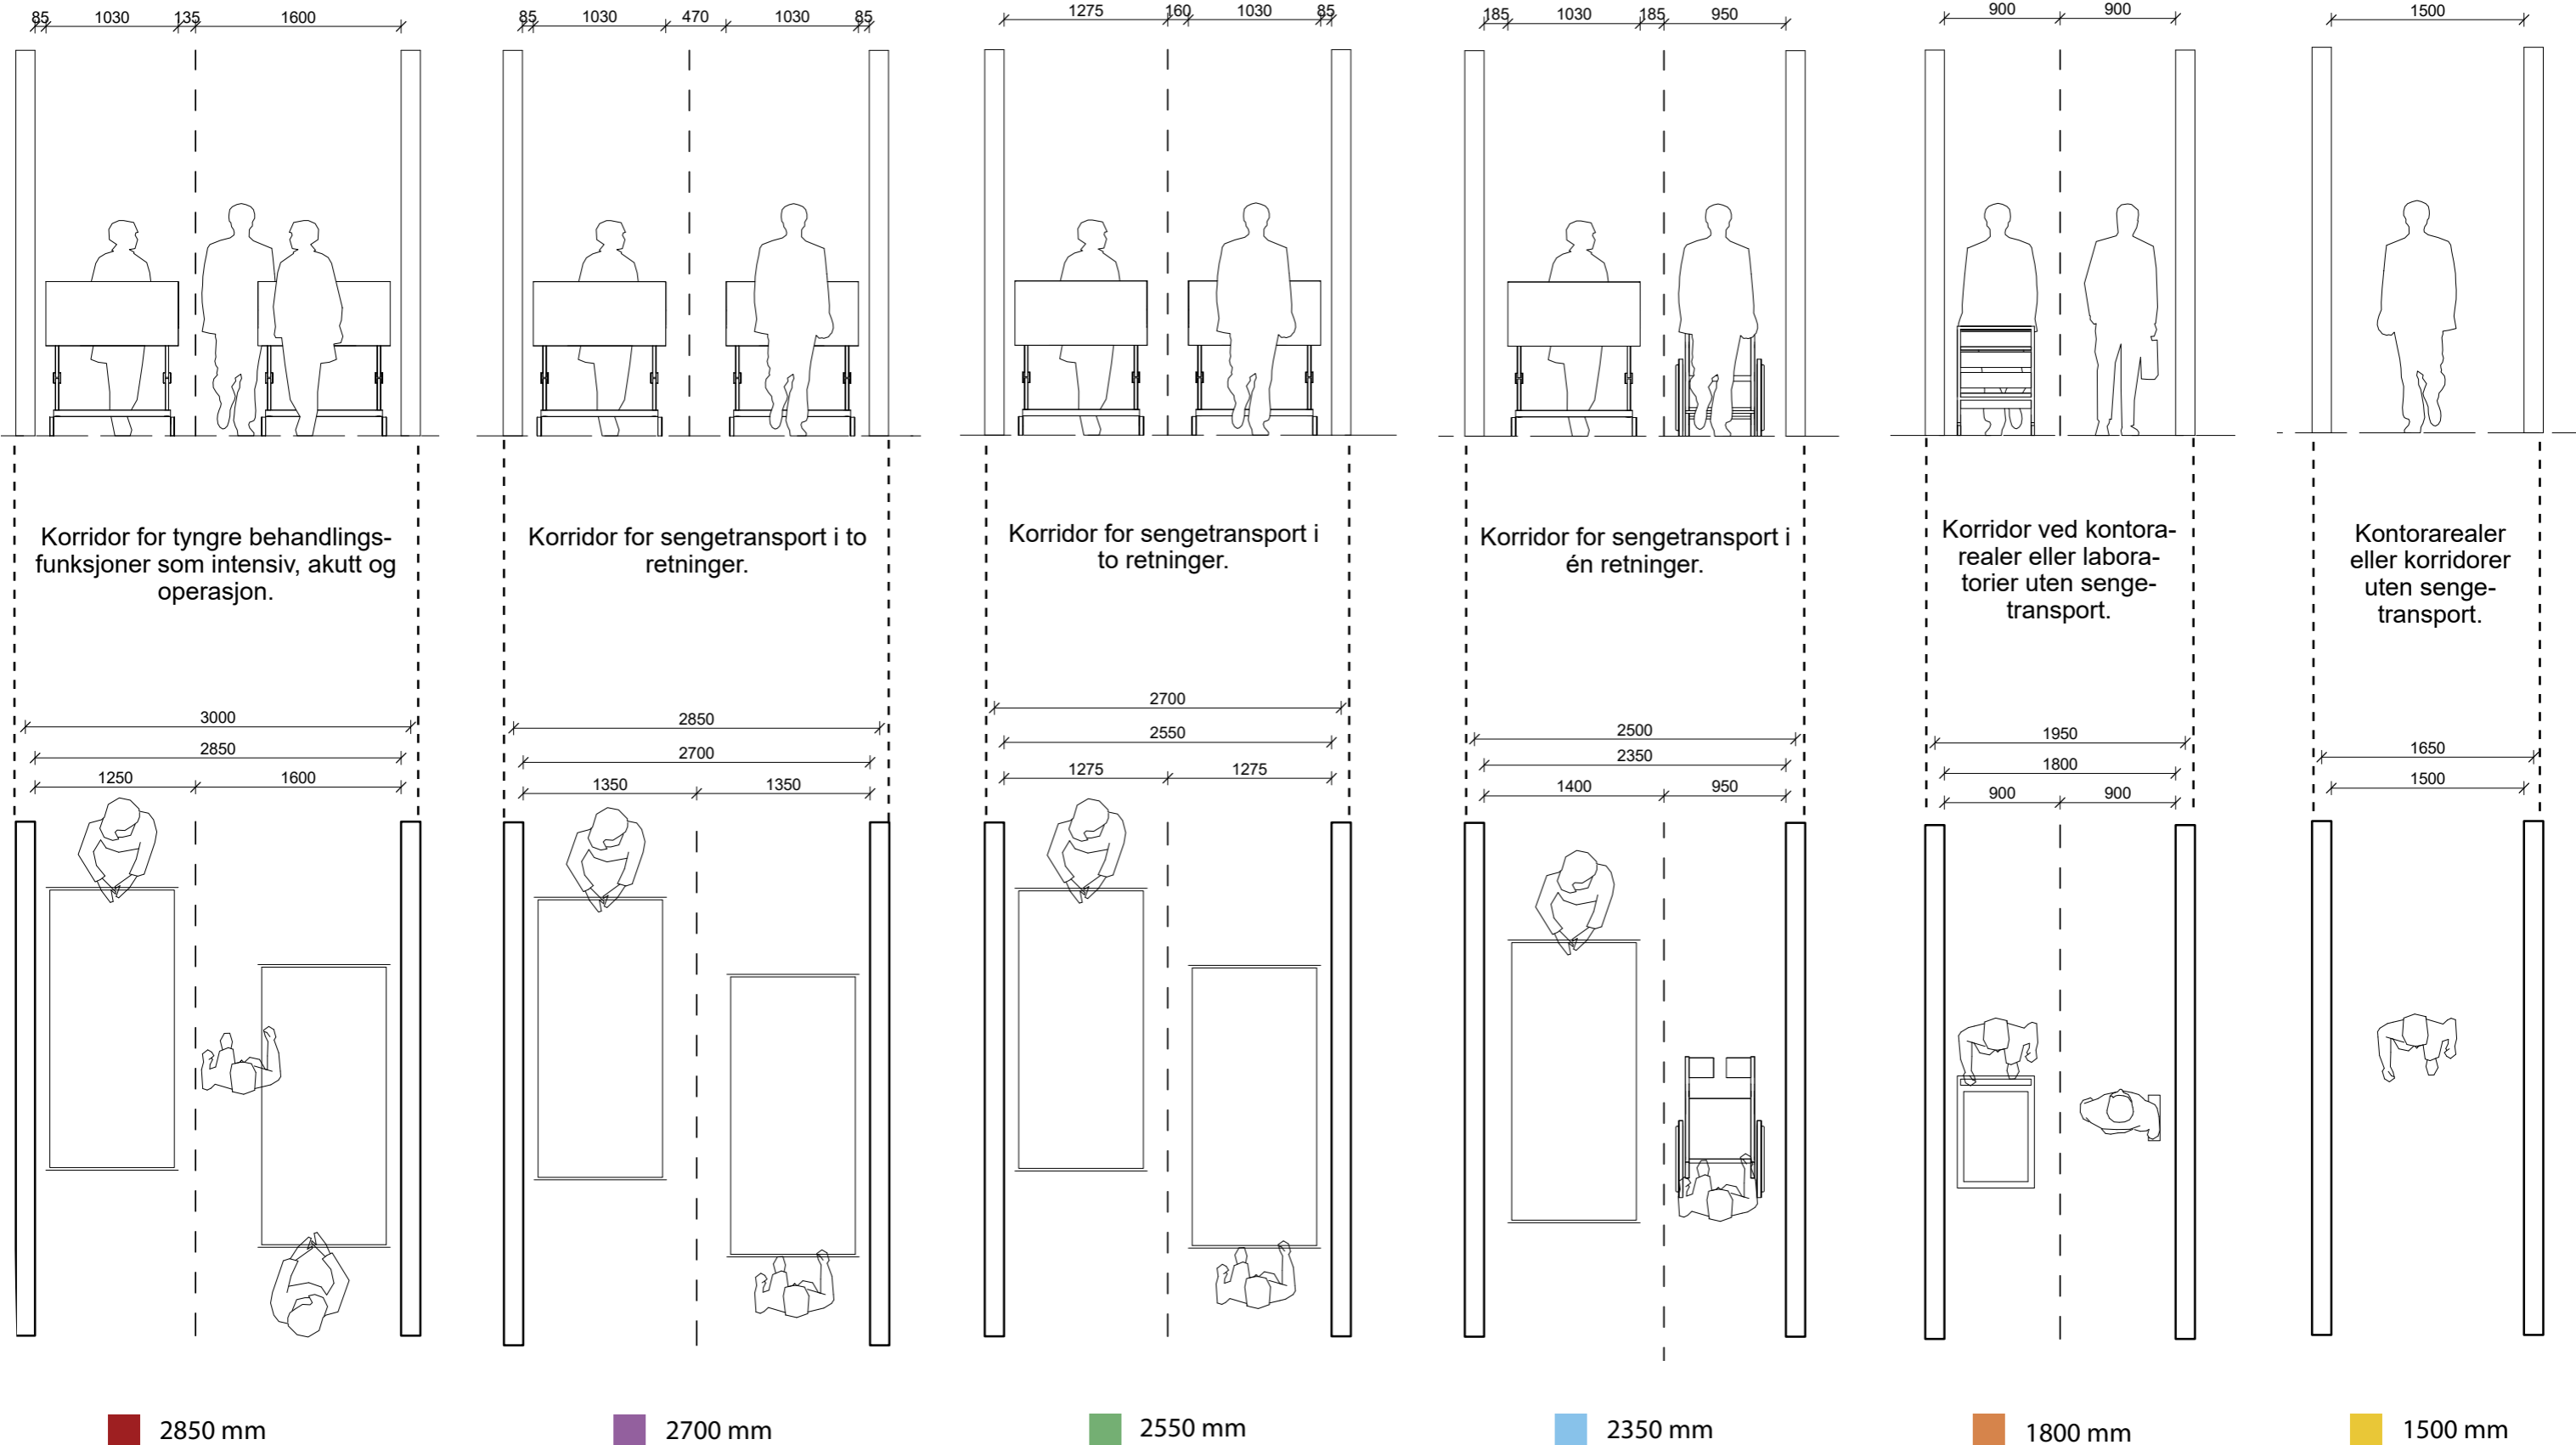 85 1030 135 1600
85 1030 470 1030 85
1275 160 1030 85
185 1030 185 950
900 900
1500
Korridor for tyngre behandlings-
funksjoner som intensiv, akutt og
operasjon.
Korridor for sengetransport i to
retninger.
Korridor for sengetransport i
to retninger.
Korridor for sengetransport i
én retninger.
Korridor ved kontora-
realer eller labora-
torier uten senge-
transport.
Kontorarealer
eller korridorer
uten senge-
transport.
3000
2850
1250 1600
2850
2700
1350 1350
2700
2550
1275 1275
2500
2350
1400 950
1950
1800
900 900
1650
1500
2850 mm
2700 mm
2550 mm
2350 mm
1800 mm
1500 mm